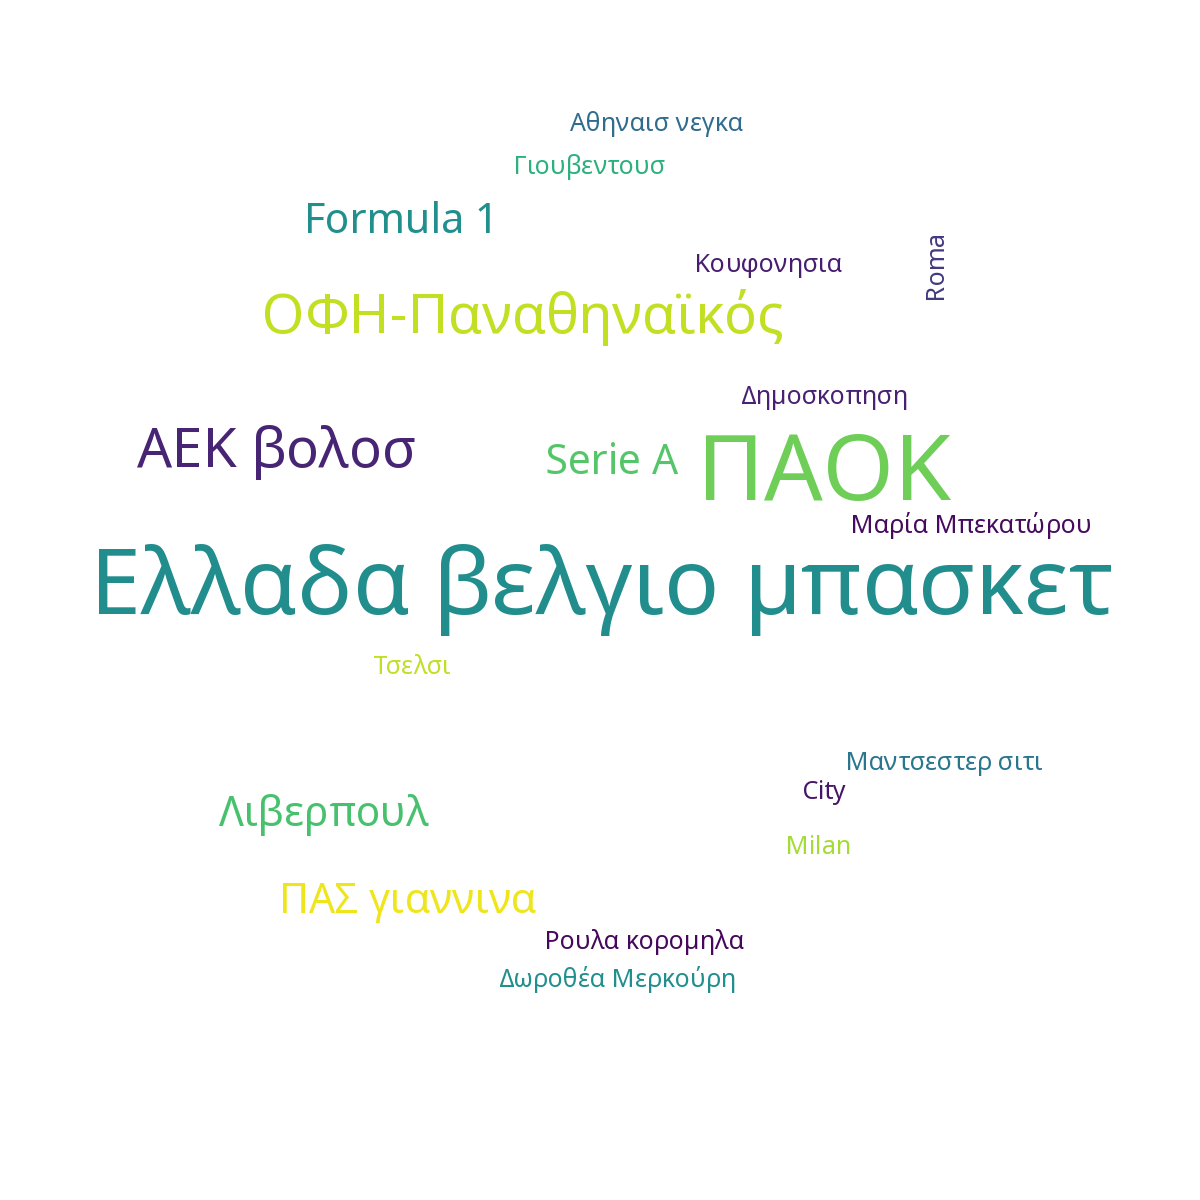 Αθηναισ νεγκα
Γιουβεντουσ
Formula 1
Κουφονησια
Roma
ΟΦΗ-Παναθηναϊκός
Δημοσκοπηση
ΑΕΚ βολοσ
Serie A
ΠΑΟΚ
Μαρία Μπεκατώρου
Ελλαδα βελγιο μπασκετ
Τσελσι
Μαντσεστερ σιτι
City
Λιβερπουλ
Milan
ΠΑΣ γιαννινα
Ρουλα κορομηλα
Δωροθέα Μερκούρη